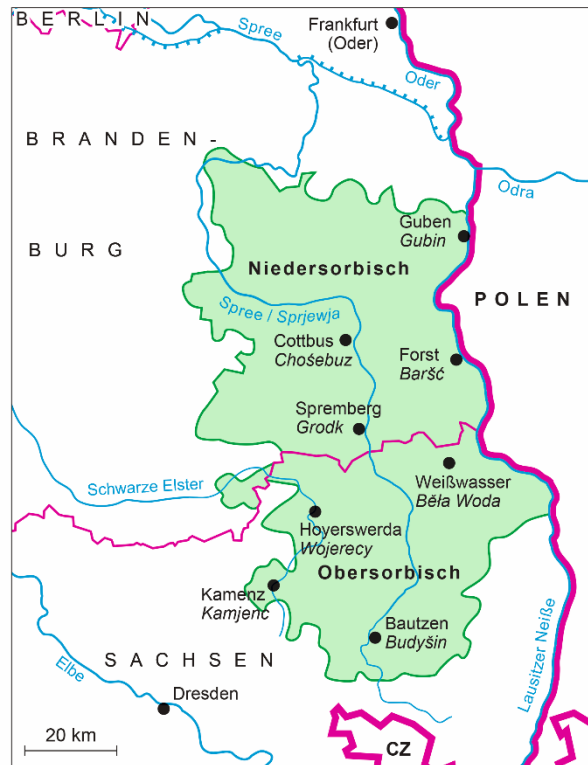 BERLIN
Spree
Frankfurt
(Oder)
Oder
BRANDEN-
Odra
Guben
Gubin
BURG
Niedersorbisch
POLEN
Spree / Sprjewja
Cottbus
Chośebuz
Forst
Baršć
Spremberg
Grodk
Schwarze Elster
Weißwasser
Běła Woda
Hoyerswerda
Wojerecy
Obersorbisch
Kamenz
Kamjenc
Bautzen
Budyšin
Lausitzer Neiße
SACHSEN
Elbe
Dresden
20 km
CZ